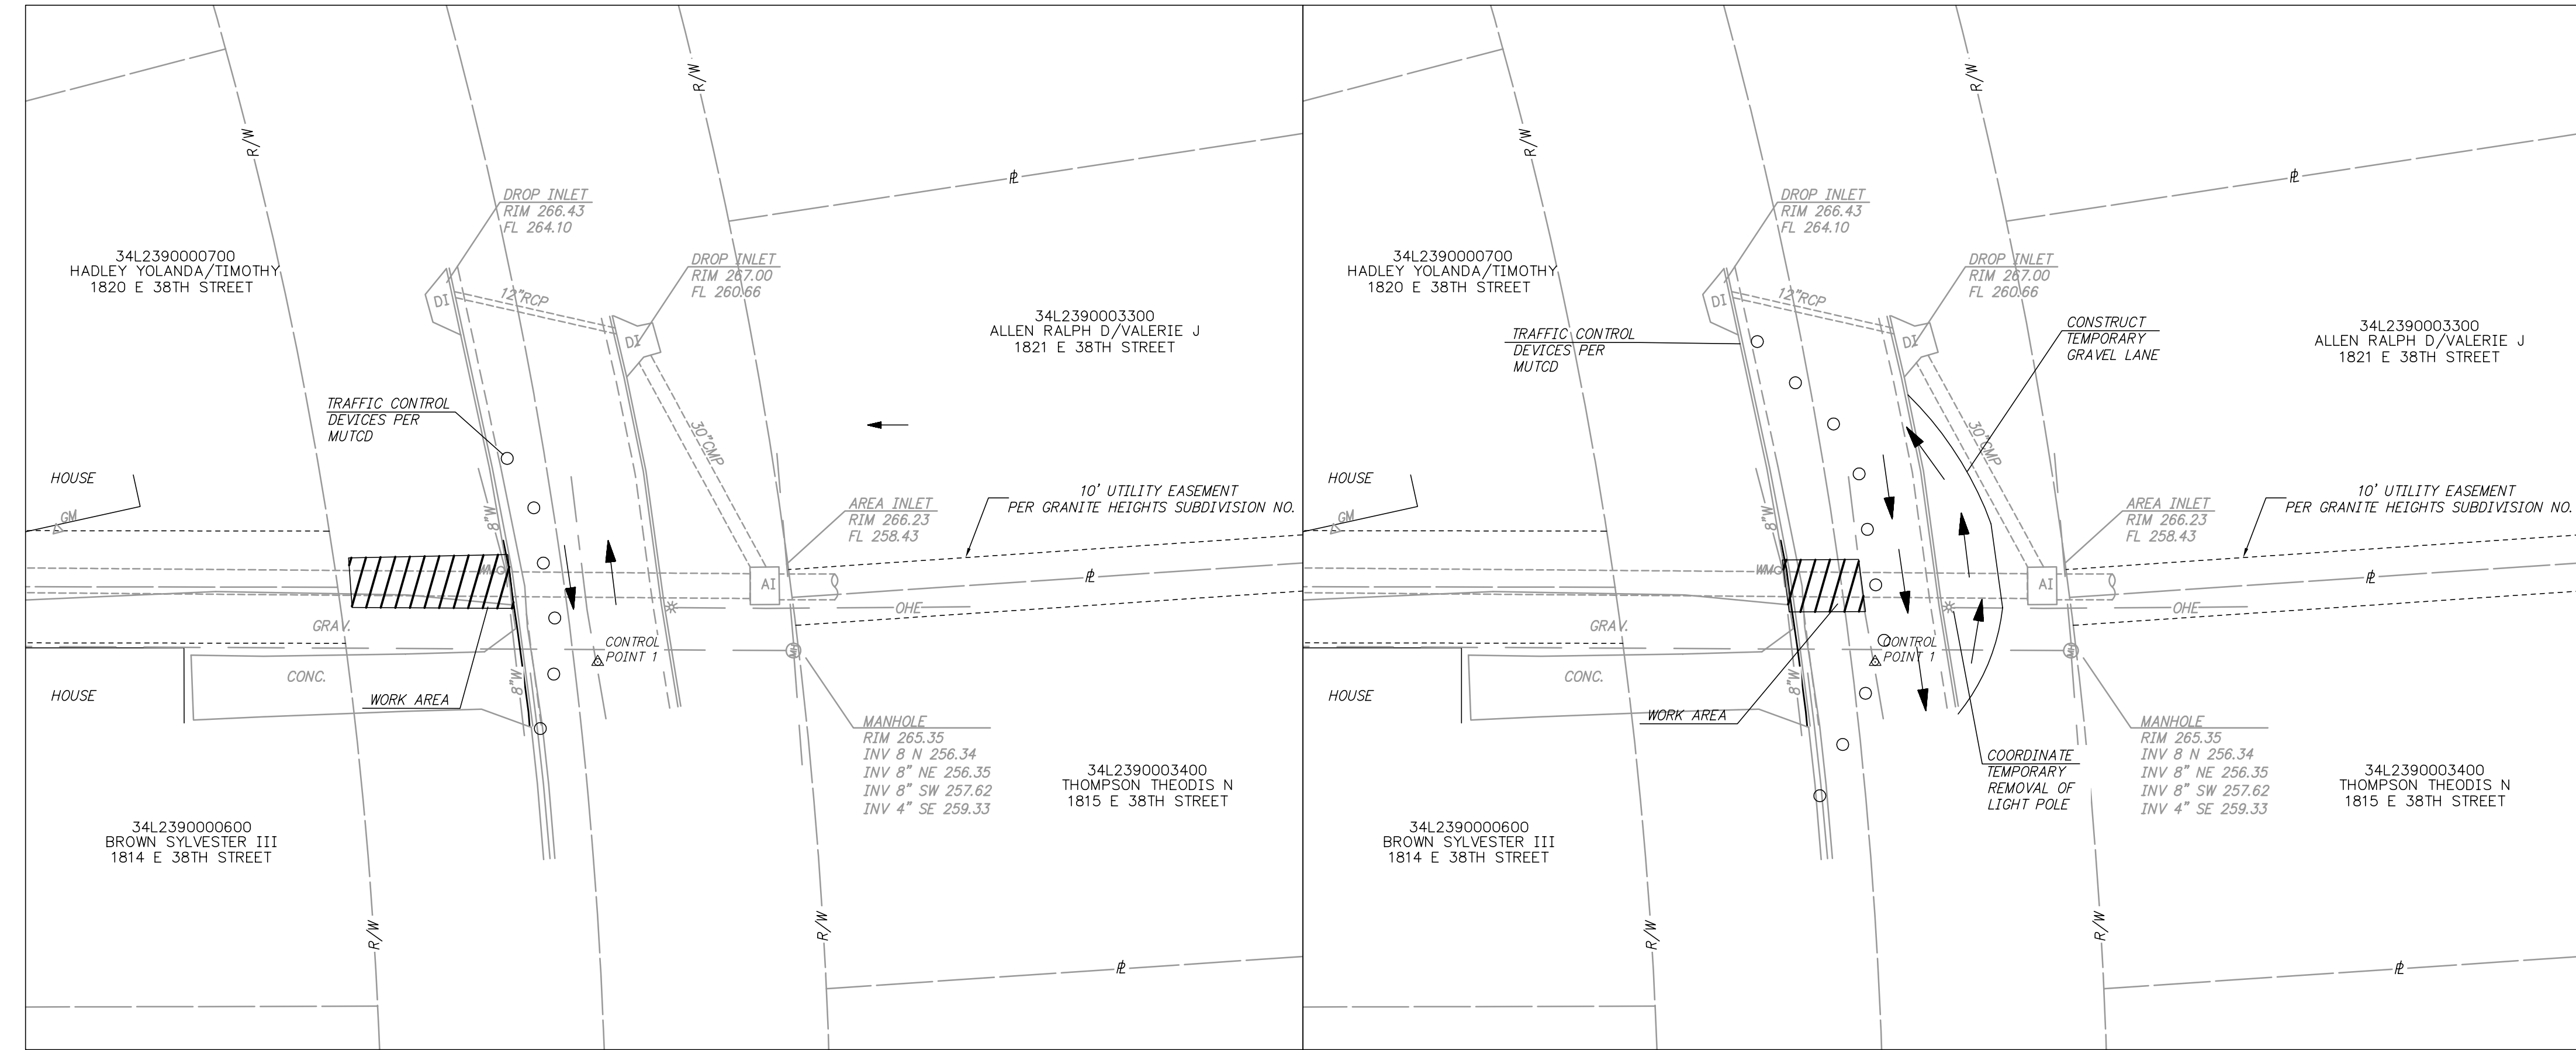 R/W
R/W
℄
DROP INLET
RIM 266.43
FL 264.10
34L2390000700
HADLEY YOLANDA/TIMOTHY
1820 E 38TH STREET
DROP INLET
RIM 267.00
FL 260.66
DI
12"RCP
DI
34L2390003300
ALLEN RALPH D/VALERIE J
1821 E 38TH STREET
TRAFFIC CONTROL
DEVICES PER
MUTCD
30"CMP
HOUSE
GM
8"W
AREA INLET
RIM 266.23
FL 258.43
10' UTILITY EASEMENT
PER GRANITE HEIGHTS SUBDIVISION NO.
WM
AI
℄
OHE
GRAV.
CONTROL
POINT 1
CONC.
8"W
HOUSE
WORK AREA
MANHOLE
RIM 265.35
INV 8 N 256.34
INV 8" NE 256.35
INV 8" SW 257.62
INV 4" SE 259.33
34L2390003400
THOMPSON THEODIS N
1815 E 38TH STREET
34L2390000600
BROWN SYLVESTER III
1814 E 38TH STREET
R/W
R/W
℄
R/W
R/W
℄
DROP INLET
RIM 266.43
FL 264.10
34L2390000700
HADLEY YOLANDA/TIMOTHY
1820 E 38TH STREET
DROP INLET
RIM 267.00
FL 260.66
DI
12"RCP
DI
CONSTRUCT
TEMPORARY
GRAVEL LANE
34L2390003300
ALLEN RALPH D/VALERIE J
1821 E 38TH STREET
TRAFFIC CONTROL
DEVICES PER
MUTCD
30"CMP
HOUSE
GM
8"W
AREA INLET
RIM 266.23
FL 258.43
10' UTILITY EASEMENT
PER GRANITE HEIGHTS SUBDIVISION NO.
WM
AI
℄
OHE
GRAV.
CONTROL
POINT 1
CONC.
8"W
HOUSE
WORK AREA
COORDINATE
TEMPORARY
REMOVAL OF
LIGHT POLE
MANHOLE
RIM 265.35
INV 8 N 256.34
INV 8" NE 256.35
INV 8" SW 257.62
INV 4" SE 259.33
34L2390003400
THOMPSON THEODIS N
1815 E 38TH STREET
34L2390000600
BROWN SYLVESTER III
1814 E 38TH STREET
R/W
R/W
℄